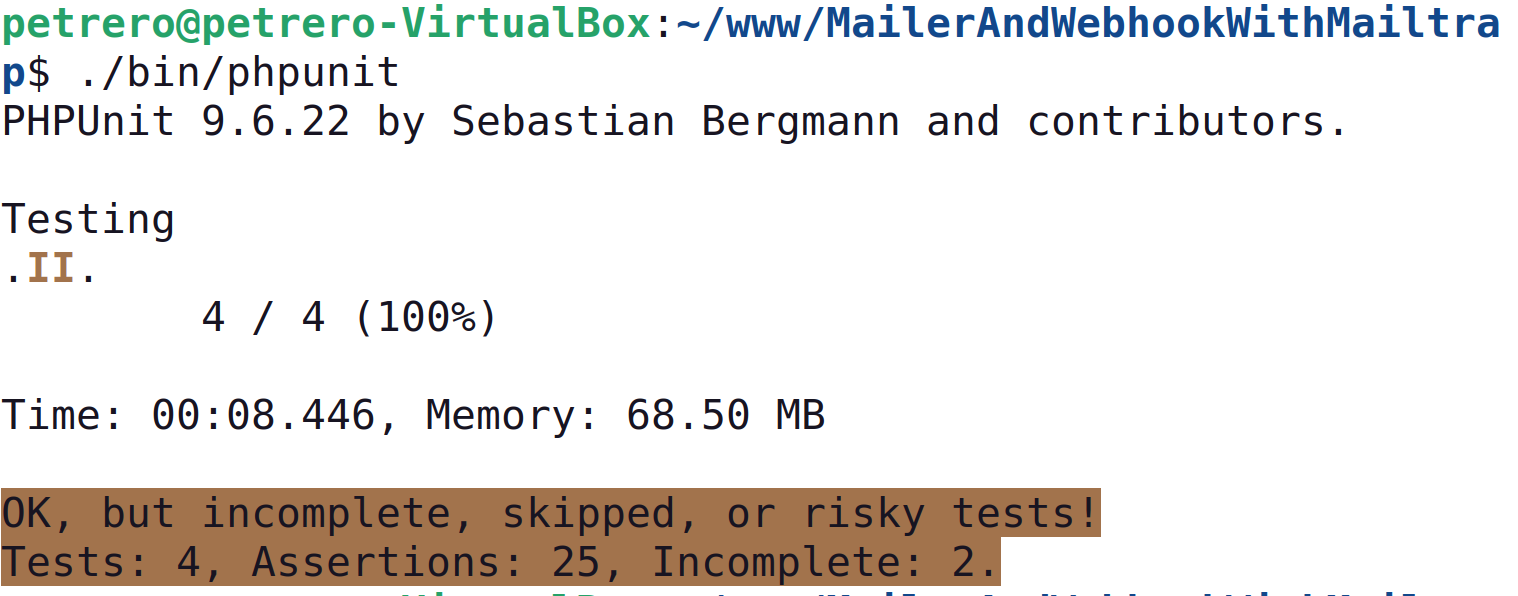 petrero@petrero-VirtualBox:~/www/MailerAndWebhookWithMailtra
p$ ./bin/phpunit
PHPUnit 9.6.22 by Sebastian Bergmann and contributors.
Testing
.II.
4 / 4 (100%)
Time: 00:08.446, Memory: 68.50 MB
OK, but incomplete, skipped, or risky tests!
Tests: 4, Assertions: 25, Incomplete: 2.